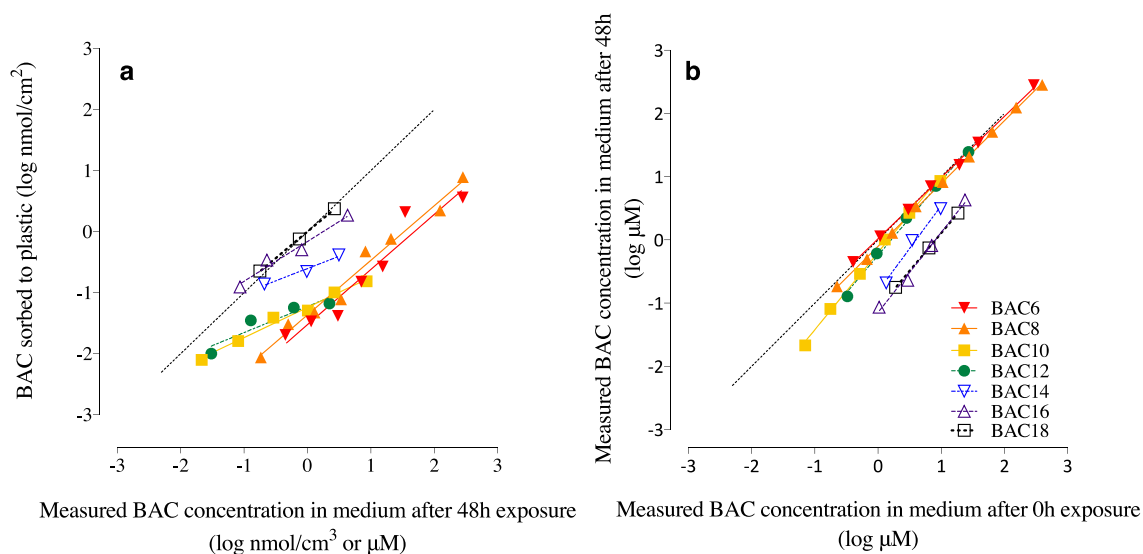 a
BAC sorbed to plastic (log nmol/cm²)
3
2
1
0
-1
-2
-3
-3 -2 -1 0 1 2 3
Measured BAC concentration in medium after 48h exposure
(log nmol/cm³ or µM)
b
Measured BAC concentration in medium after 48h
(log µM)
3
2
1
0
-1
-2
-3
BAC6
BAC8
BAC10
BAC12
BAC14
BAC16
BAC18
-3 -2 -1 0 1 2 3
Measured BAC concentration in medium after 0h exposure
(log µM)